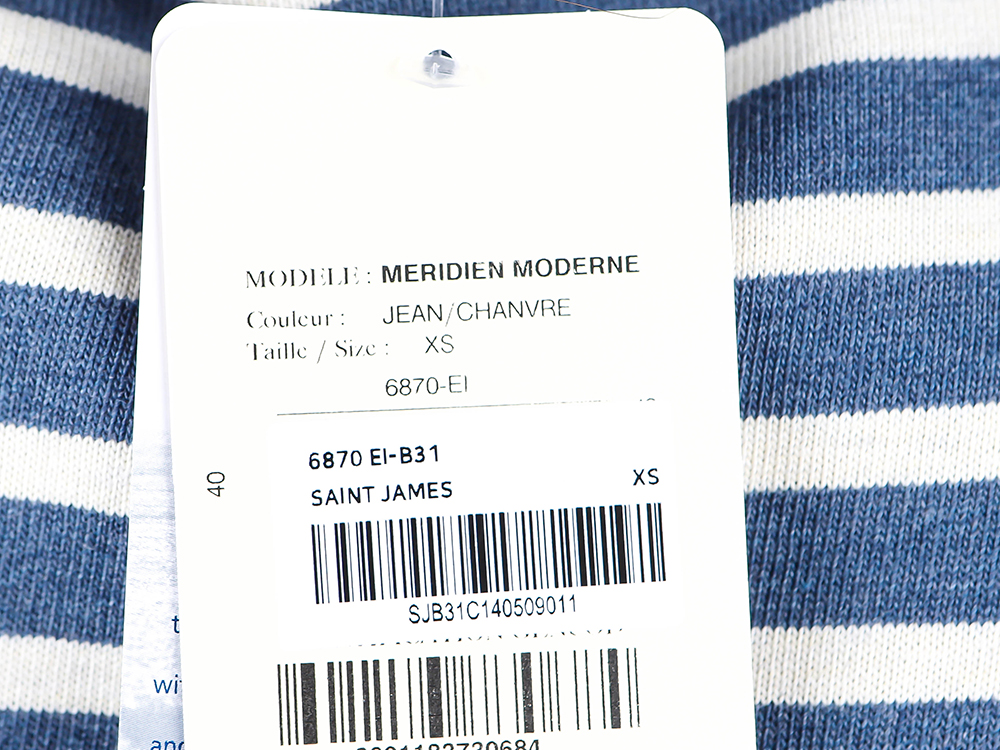 MODELE : MERIDIEN MODERNE
Couleur : JEAN/CHANVRE
Taille / Size : XS
6870-EI
40
6870 EI-B31
SAINT JAMES XS
SJB31C140509011